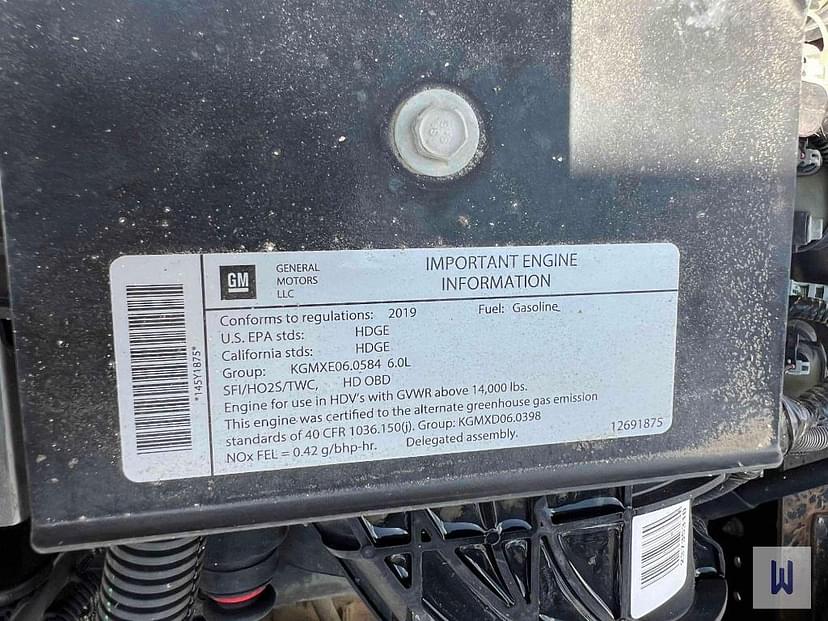 GM
GENERAL
MOTORS
LLC
IMPORTANT ENGINE
INFORMATION
Conforms to regulations: 2019 Fuel: Gasoline
U.S. EPA stds: HDGE
California stds: HDGE
Group: KGMXE06.0584 6.0L
SFI/HO2S/TWC, HD OBD
Engine for use in HDV's with GVWR above 14,000 lbs.
This engine was certified to the alternate greenhouse gas emission
standards of 40 CFR 1036.150(j). Group: KGMXD06.0398
NOx FEL = 0.42 g/bhp-hr. Delegated assembly.
12691875
*145Y1875*
W